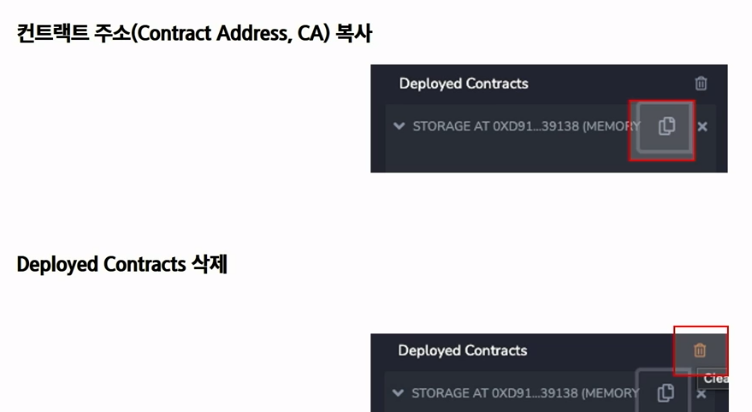 컨트랙트 주소(Contract Address, CA) 복사
Deployed Contracts
STORAGE AT 0XD91...39138 (MEMORY
Deployed Contracts 삭제
Deployed Contracts
Clea
STORAGE AT 0XD91...39138 (MEMORY